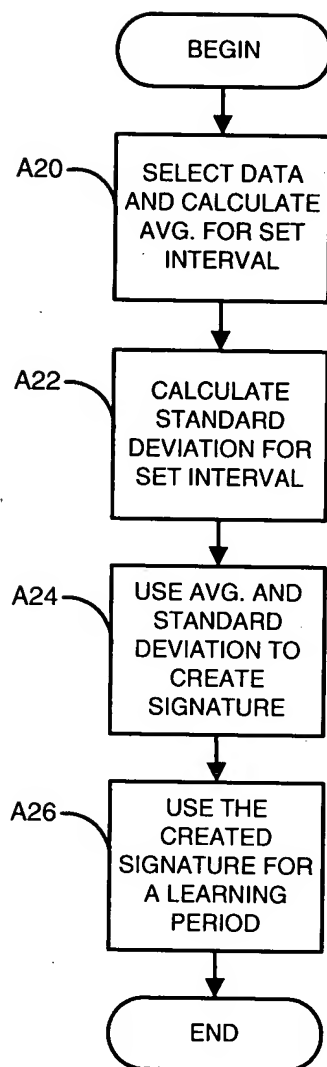 BEGIN
A20
SELECT DATA
AND CALCULATE
AVG. FOR SET
INTERVAL
A22
CALCULATE
STANDARD
DEVIATION FOR
SET INTERVAL
A24
USE AVG. AND
STANDARD
DEVIATION TO
CREATE
SIGNATURE
A26
USE THE
CREATED
SIGNATURE FOR
A LEARNING
PERIOD
END